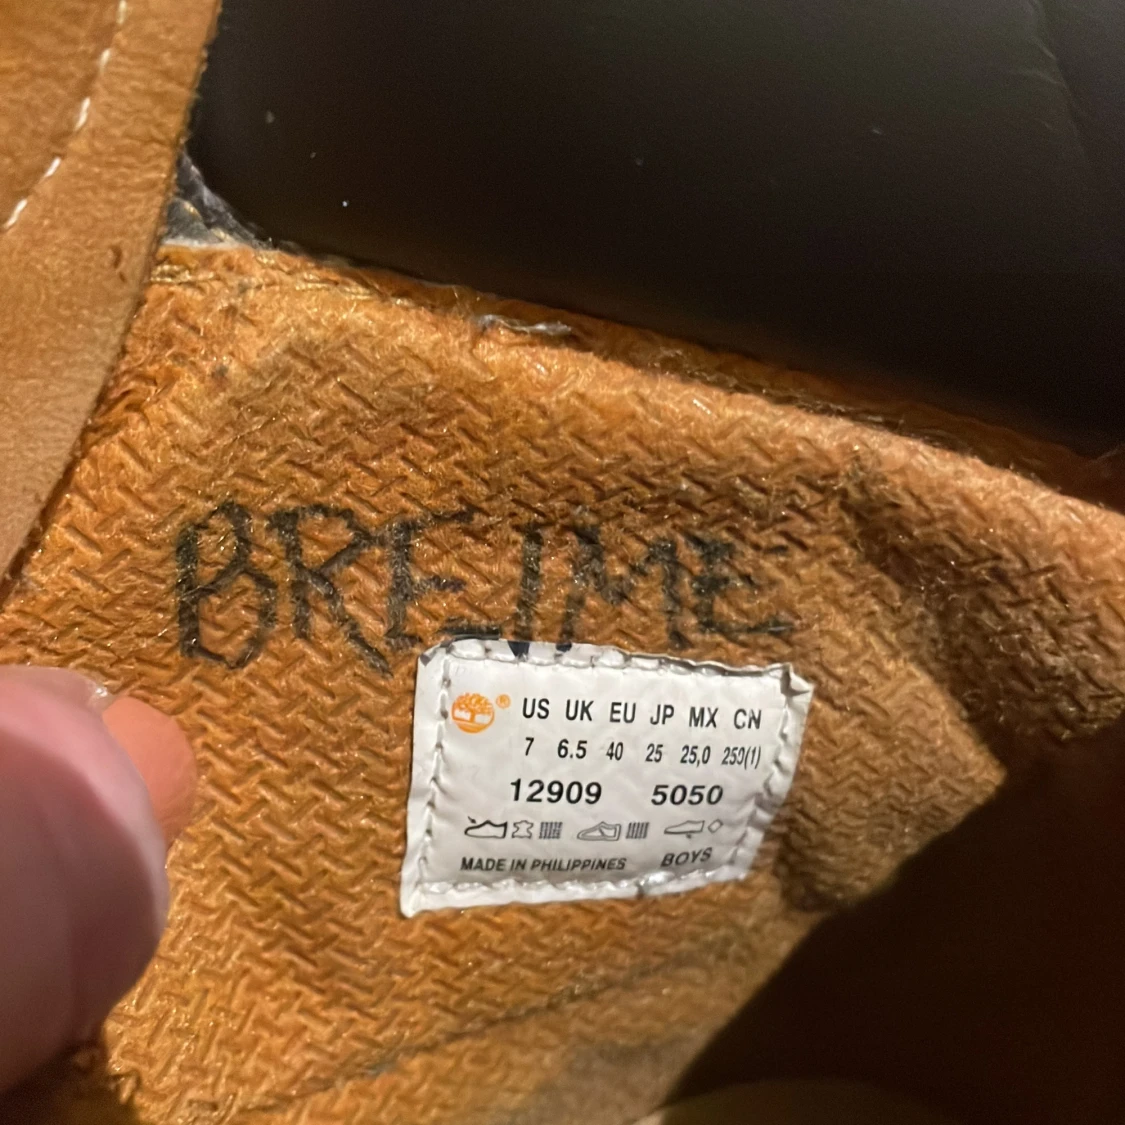 BREIME
® US UK EU JP MX CN
7 6.5 40 25 25,0 250(1)
12909 5050
MADE IN PHILIPPINES BOYS